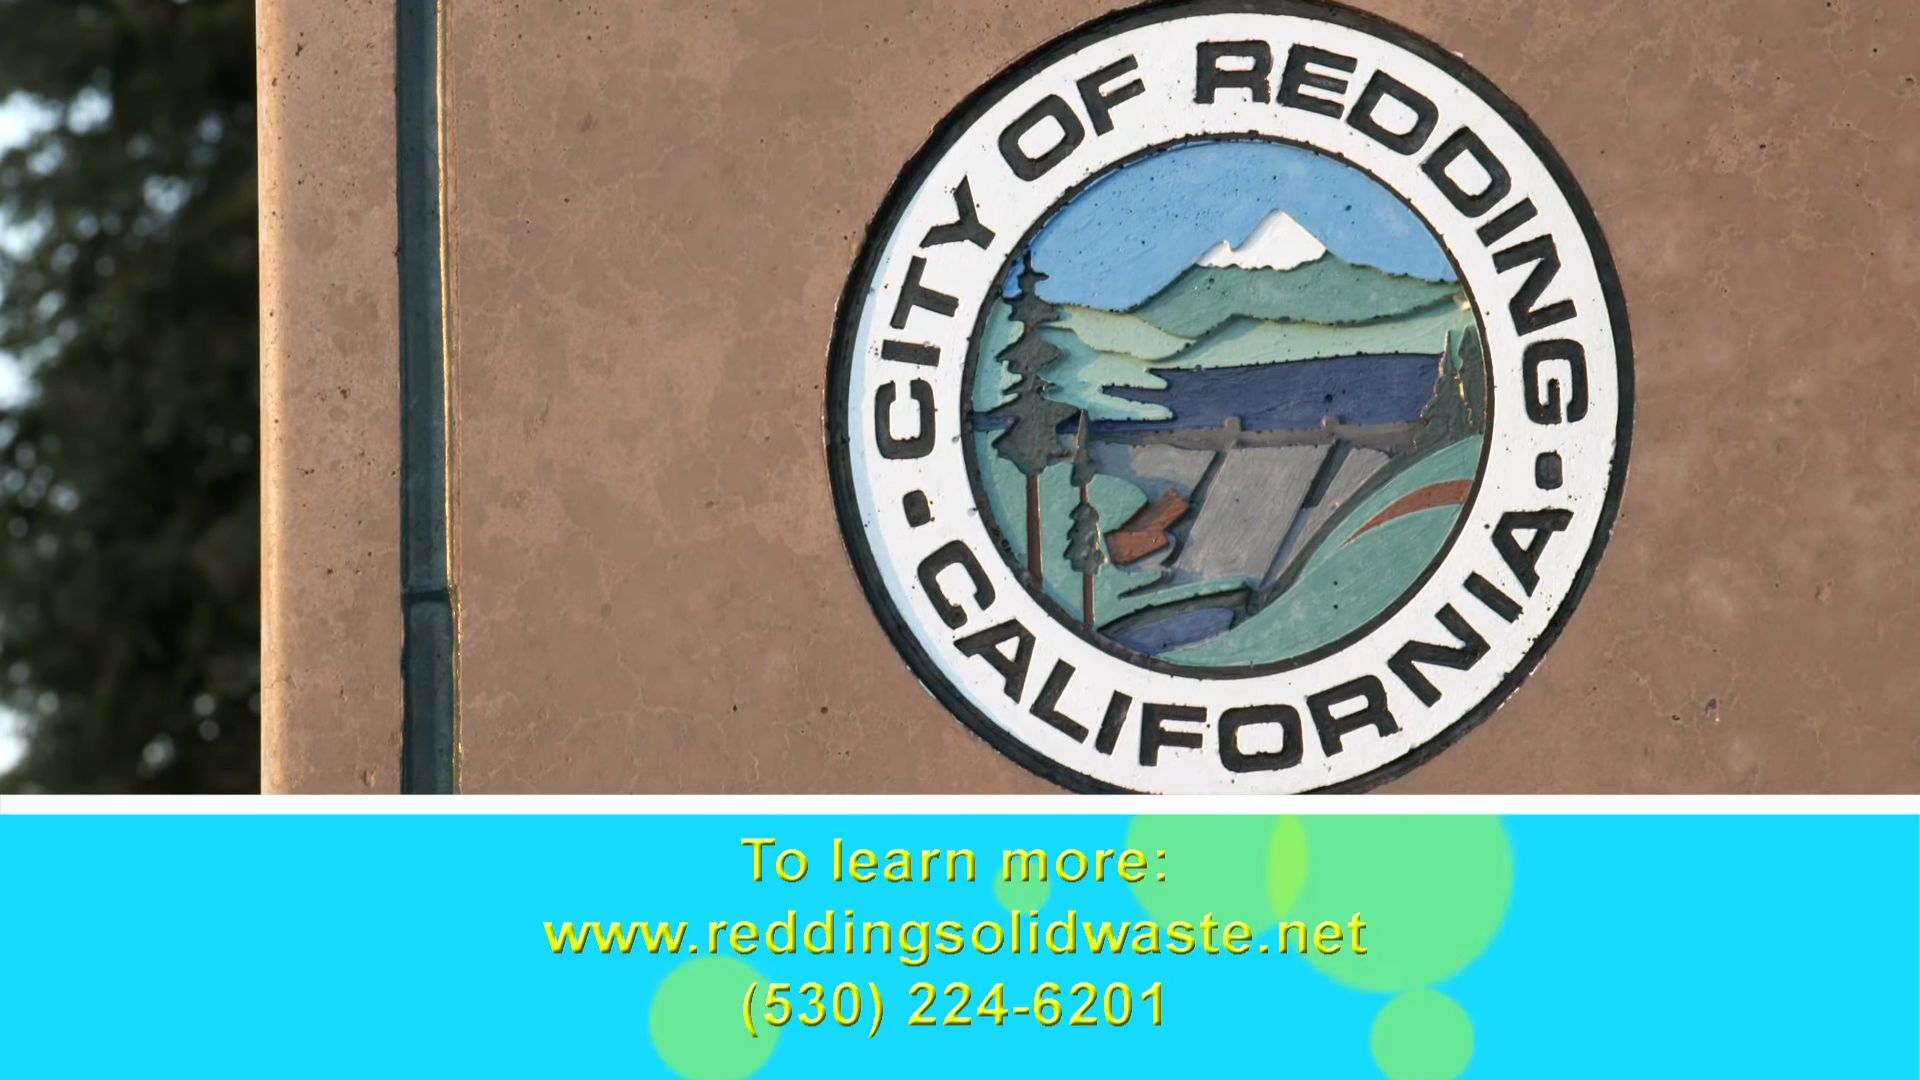 CITY OF REDDING
• CALIFORNIA •
To learn more:
www.reddingsolidwaste.net
(530) 224-6201